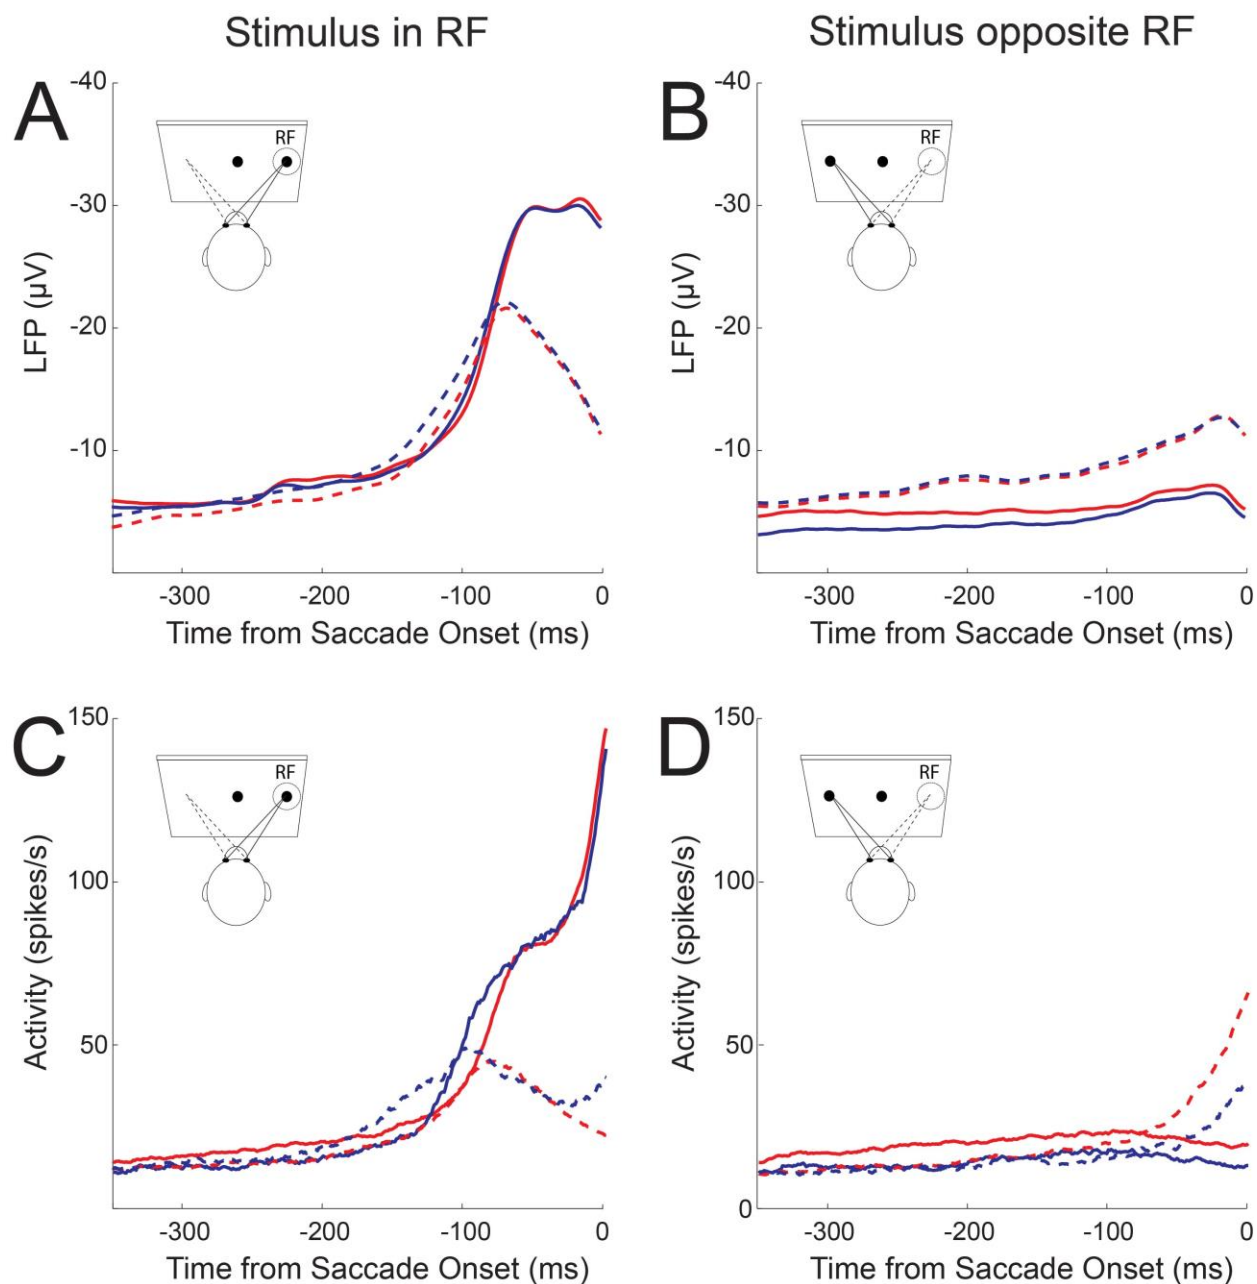 Stimulus in RF
Stimulus opposite RF
A
-40
-30
-20
-10
LFP (µV)
RF
-300 -200 -100 0
Time from Saccade Onset (ms)
B
-40
-30
-20
-10
LFP (µV)
RF
-300 -200 -100 0
Time from Saccade Onset (ms)
C
150
100
50
Activity (spikes/s)
RF
-300 -200 -100 0
Time from Saccade Onset (ms)
D
150
100
50
0
Activity (spikes/s)
RF
-300 -200 -100 0
Time from Saccade Onset (ms)